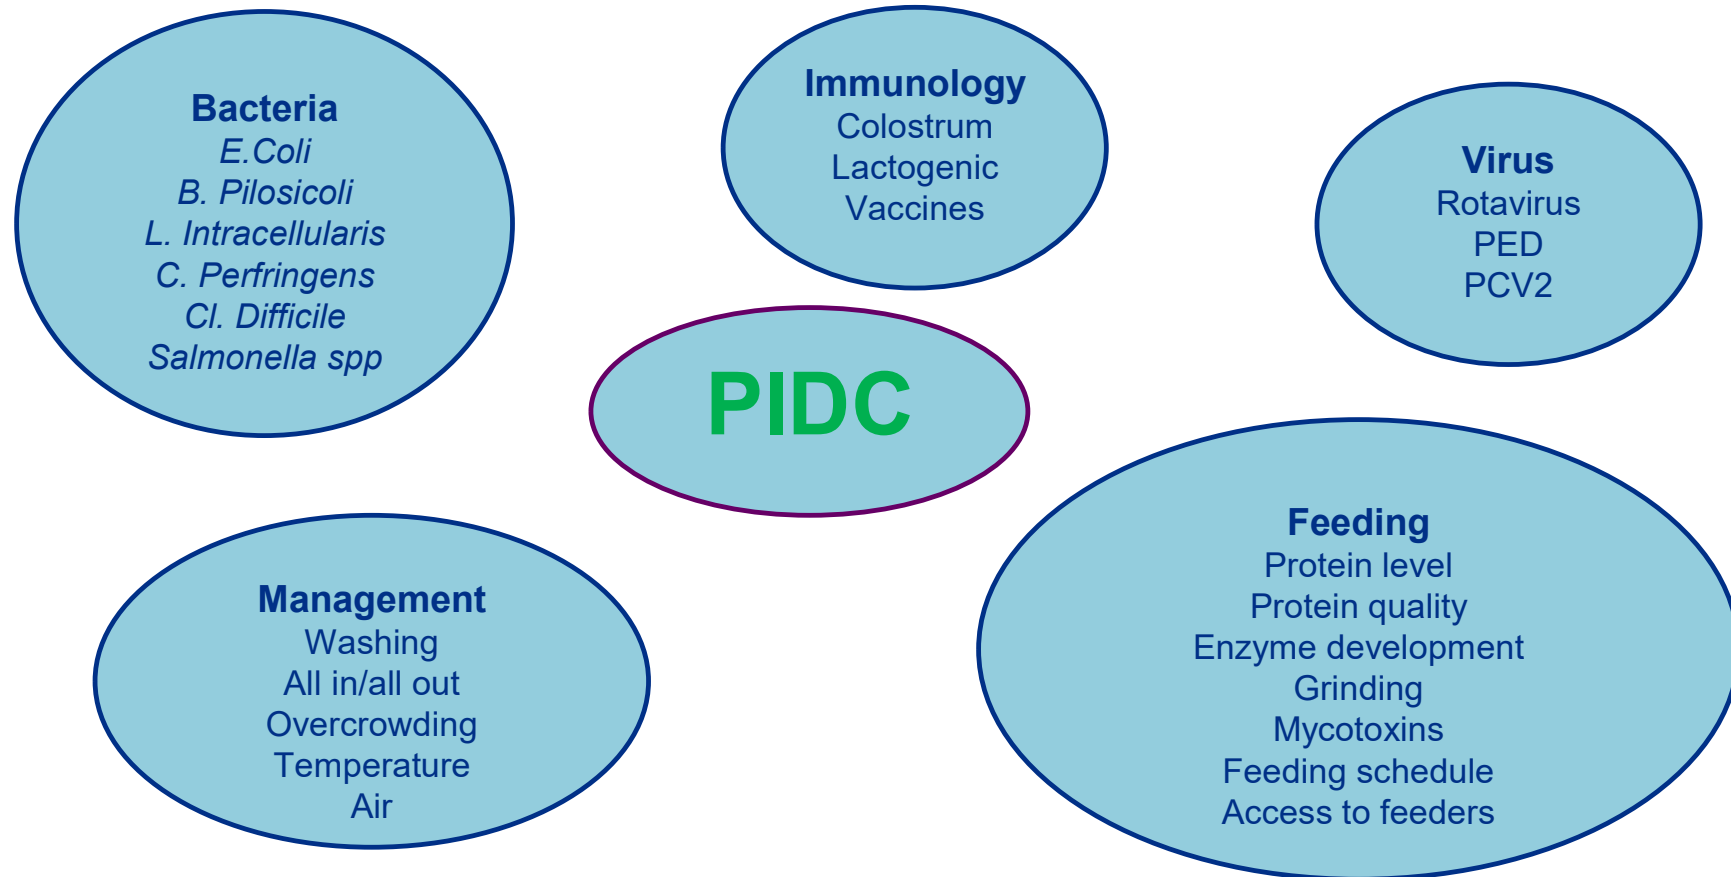 Bacteria
E.Coli
B. Pilosicoli
L. Intracellularis
C. Perfringens
Cl. Difficile
Salmonella spp
Immunology
Colostrum
Lactogenic
Vaccines
Virus
Rotavirus
PED
PCV2
PIDC
Management
Washing
All in/all out
Overcrowding
Temperature
Air
Feeding
Protein level
Protein quality
Enzyme development
Grinding
Mycotoxins
Feeding schedule
Access to feeders